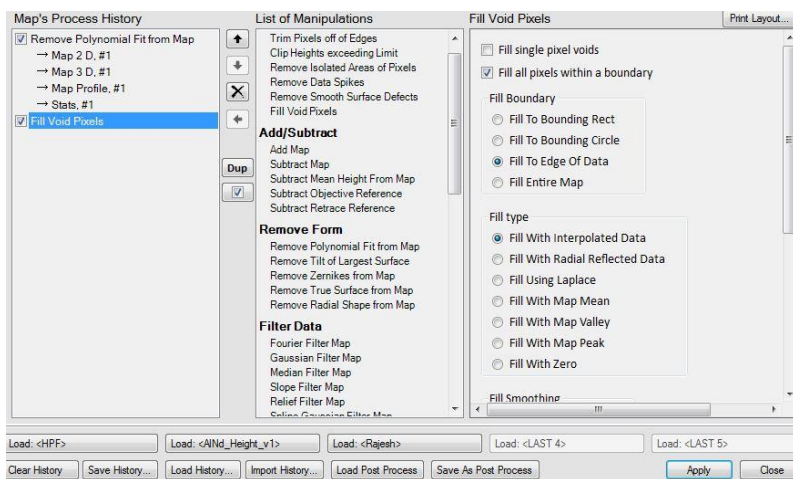 Map's Process History
Remove Polynomial Fit from Map
→ Map 2 D, #1
→ Map 3 D, #1
→ Map Profile, #1
→ Stats, #1
Fill Void Pixels
Dup
List of Manipulations
Trim Pixels off of Edges
Clip Heights exceeding Limit
Remove Isolated Areas of Pixels
Remove Data Spikes
Remove Smooth Surface Defects
Fill Void Pixels
Add/Subtract
Add Map
Subtract Map
Subtract Mean Height From Map
Subtract Objective Reference
Subtract Retrace Reference
Remove Form
Remove Polynomial Fit from Map
Remove Tilt of Largest Surface
Remove Zernikes from Map
Remove True Surface from Map
Remove Radial Shape from Map
Filter Data
Fourier Filter Map
Gaussian Filter Map
Median Filter Map
Slope Filter Map
Relief Filter Map
Spline Gaussian Filter Map
Fill Void Pixels
Print Layout...
Fill single pixel voids
Fill all pixels within a boundary
Fill Boundary
Fill To Bounding Rect
Fill To Bounding Circle
Fill To Edge Of Data
Fill Entire Map
Fill type
Fill With Interpolated Data
Fill With Radial Reflected Data
Fill Using Laplace
Fill With Map Mean
Fill With Map Valley
Fill With Map Peak
Fill With Zero
Fill Smoothing
Load: <HPF>
Load: <AlNd_Height_v1>
Load: <Rajesh>
Load: <LAST 4>
Load: <LAST 5>
Clear History
Save History...
Load History...
Import History...
Load Post Process
Save As Post Process
Apply
Close